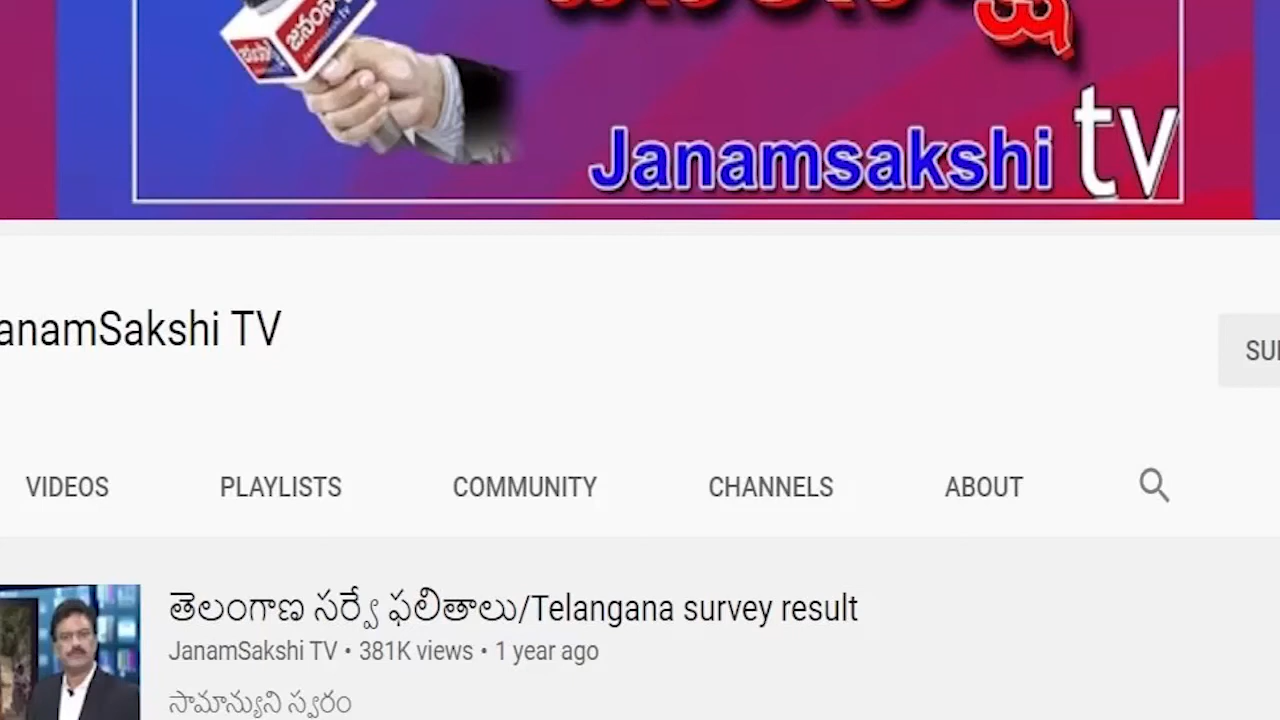 Janamsakshi tv
anamSakshi TV
SU
VIDEOS PLAYLISTS COMMUNITY CHANNELS ABOUT
తెలంగాణ సర్వే ఫలితాలు/Telangana survey result
JanamSakshi TV • 381K views • 1 year ago
సామాన్యుని స్వరం